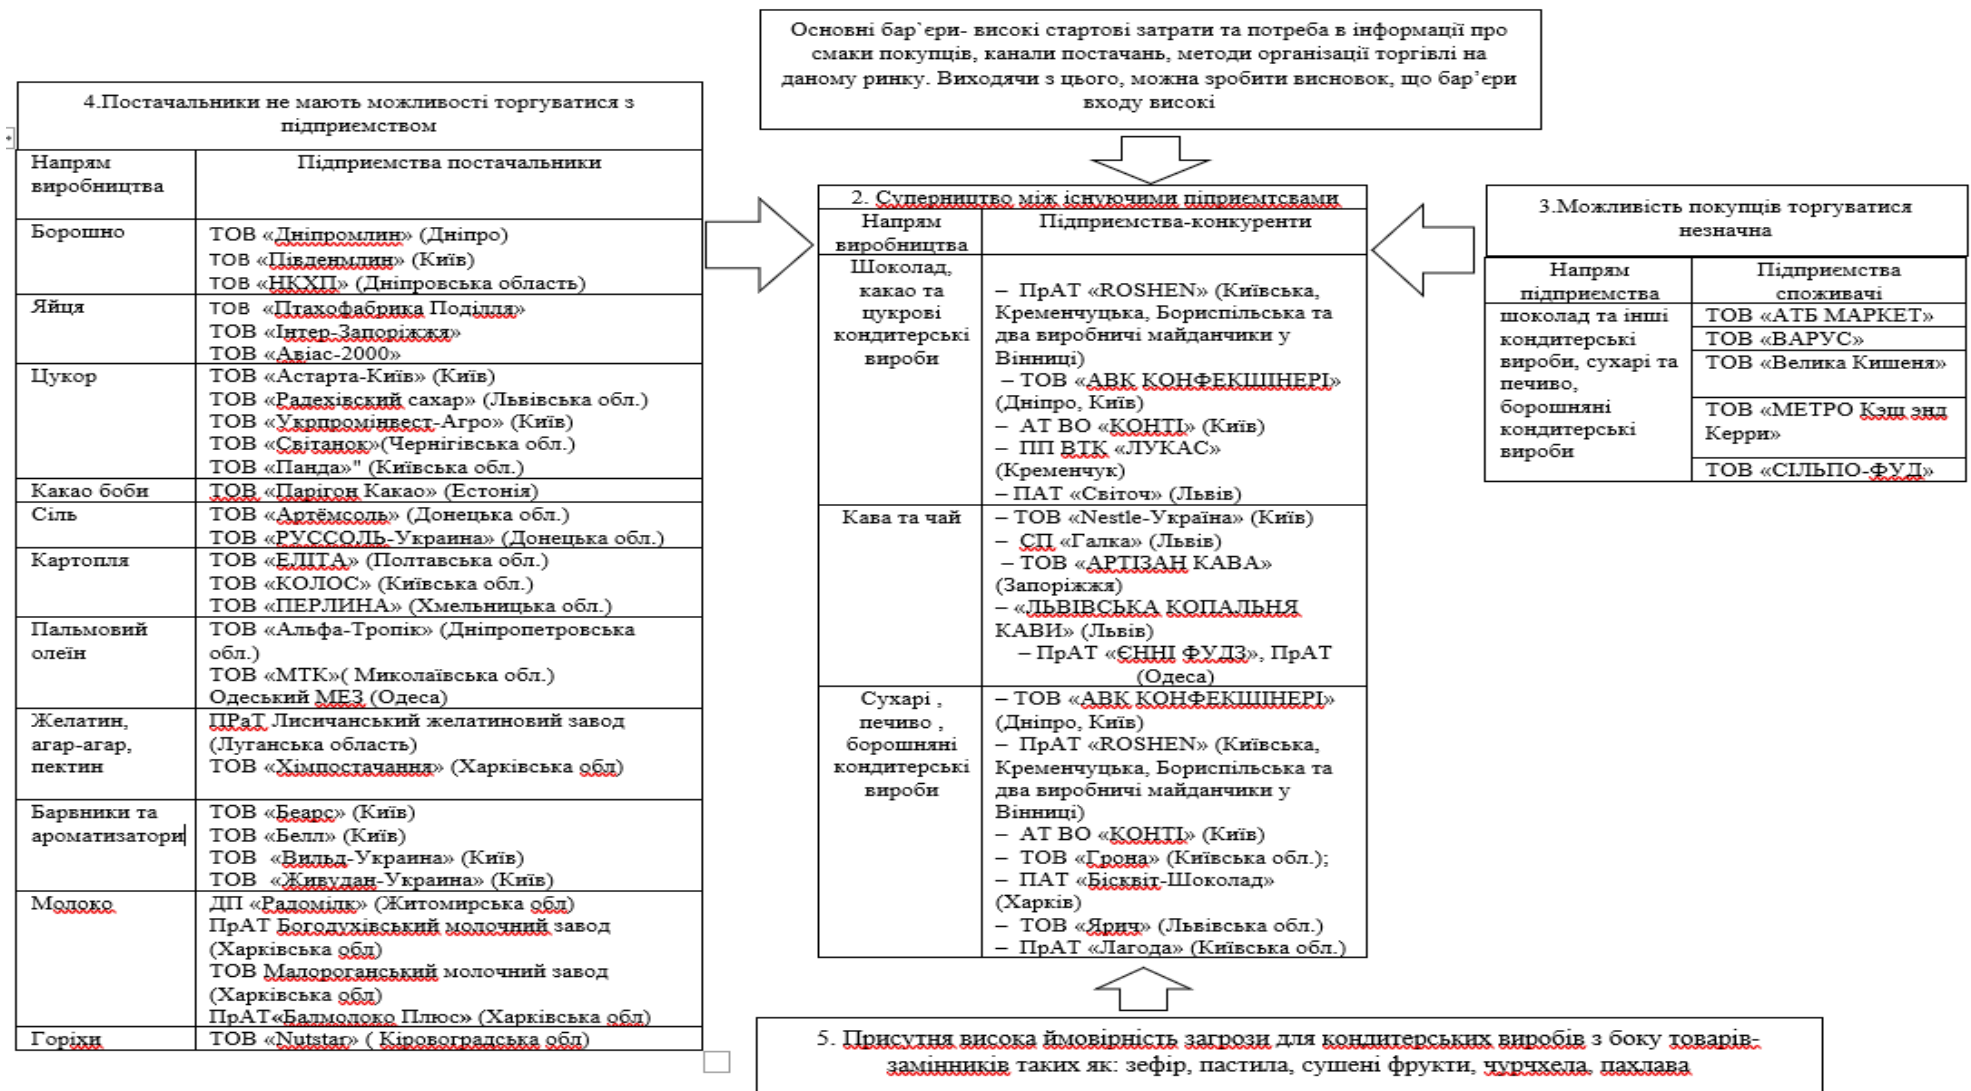 Основні бар`єри- високі стартові затрати та потреба в інформації про
смаки покупців, канали постачань, методи організації торгівлі на
даному ринку. Виходячи з цього, можна зробити висновок, що бар’єри
входу високі
4.Постачальники не мають можливості торгуватися з
підприємством
Напрям
виробництва
Підприємства постачальники
Борошно
ТОВ «Дніпромлин» (Дніпро)
ТОВ «Південмлин» (Київ)
ТОВ «НКХП» (Дніпровська область)
Яйця
ТОВ «Птахофабрика Поділля»
ТОВ «Інтер-Запоріжжя»
ТОВ «Авіас-2000»
Цукор
ТОВ «Астарта-Київ» (Київ)
ТОВ «Радехівский сахар» (Львівська обл.)
ТОВ «Укрпромінвест-Агро» (Київ)
ТОВ «Світанок»(Чернігівська обл.)
ТОВ «Панда»" (Київська обл.)
Какао боби
ТОВ «Парігон Какао» (Естонія)
Сіль
ТОВ «Артёмсоль» (Донецька обл.)
ТОВ «РУССОЛЬ-Украина» (Донецька обл.)
Картопля
ТОВ «ЕЛІТА» (Полтавська обл.)
ТОВ «КОЛОС» (Київська обл.)
ТОВ «ПЕРЛИНА» (Хмельницька обл.)
Пальмовий
олеїн
ТОВ «Альфа-Тропік» (Дніпропетровська
обл.)
ТОВ «МТК»( Миколаївська обл.)
Одеський МЕЗ (Одеса)
Желатин,
агар-агар,
пектин
ПРаТ Лисичанський желатиновий завод
(Луганська область)
ТОВ «Хімпостачання» (Харківська обл)
Барвники та
ароматизатори
ТОВ «Беарс» (Київ)
ТОВ «Белл» (Київ)
ТОВ «Вильд-Украина» (Київ)
ТОВ «Живудан-Украина» (Київ)
Молоко
ДП «Радомілк» (Житомирська обл)
ПрАТ Богодухівський молочний завод
(Харківська обл)
ТОВ Малороганський молочний завод
(Харківська обл)
ПрАТ«Балмолоко Плюс» (Харківська обл)
Горіхи
ТОВ «Nutstar» ( Кіровоградська обл)
2. Суперництво між існуючими піприємтсвами
Напрям
виробництва
Підприємства-конкуренти
Шоколад,
какао та
цукрові
кондитерські
вироби
– ПрАТ «ROSHEN» (Київська,
Кременчуцька, Бориспільська та
два виробничі майданчики у
Вінниці)
– ТОВ «АВК КОНФЕКШІНЕРІ»
(Дніпро, Київ)
– АТ ВО «КОНТІ» (Київ)
– ПП ВТК «ЛУКАС»
(Кременчук)
– ПАТ «Світоч» (Львів)
Кава та чай
– ТОВ «Nestle-Україна» (Київ)
– СП «Галка» (Львів)
– ТОВ «АРТІЗАН КАВА»
(Запоріжжя)
– «ЛЬВІВСЬКА КОПАЛЬНЯ
КАВИ» (Львів)
– ПрАТ «ЄННІ ФУДЗ», ПрАТ
(Одеса)
Сухарі ,
печиво ,
борошняні
кондитерські
вироби
– ТОВ «АВК КОНФЕКШІНЕРІ»
(Дніпро, Київ)
– ПрАТ «ROSHEN» (Київська,
Кременчуцька, Бориспільська та
два виробничі майданчики у
Вінниці)
– АТ ВО «КОНТІ» (Київ)
– ТОВ «Грона» (Київська обл.);
– ПАТ «Бісквіт-Шоколад»
(Харків)
– ТОВ «Ярич» (Львівська обл.)
– ПрАТ «Лагода» (Київська обл.)
3.Можливість покупців торгуватися
незначна
Напрям
підприємства
Підприємства
споживачі
шоколад та інші
кондитерські
вироби, сухарі та
печиво,
борошняні
кондитерські
вироби
ТОВ «АТБ МАРКЕТ»
ТОВ «ВАРУС»
ТОВ «Велика Кишеня»
ТОВ «МЕТРО Кэш энд
Керри»
ТОВ «СІЛЬПО-ФУД»
5. Присутня висока ймовірність загрози для кондитерських виробів з боку товарів-
замінників таких як: зефір, пастила, сушені фрукти, чурчхела, пахлава